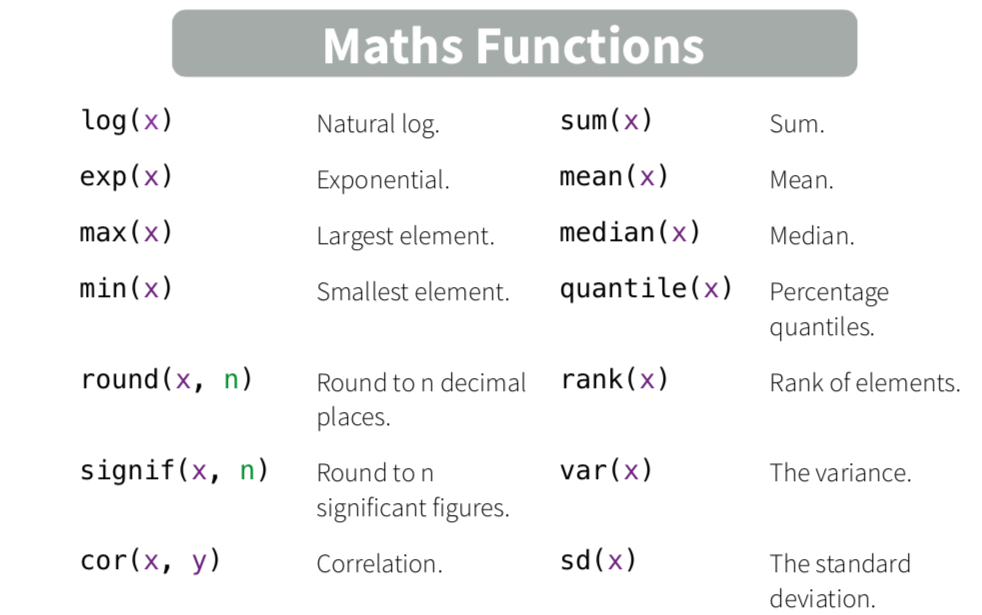 Maths Functions
log(x) Natural log. sum(x) Sum.
exp(x) Exponential. mean(x) Mean.
max(x) Largest element. median(x) Median.
min(x) Smallest element. quantile(x) Percentage
quantiles.
round(x, n) Round to n decimal rank(x) Rank of elements.
places.
signif(x, n) Round to n var(x) The variance.
significant figures.
cor(x, y) Correlation. sd(x) The standard
deviation.